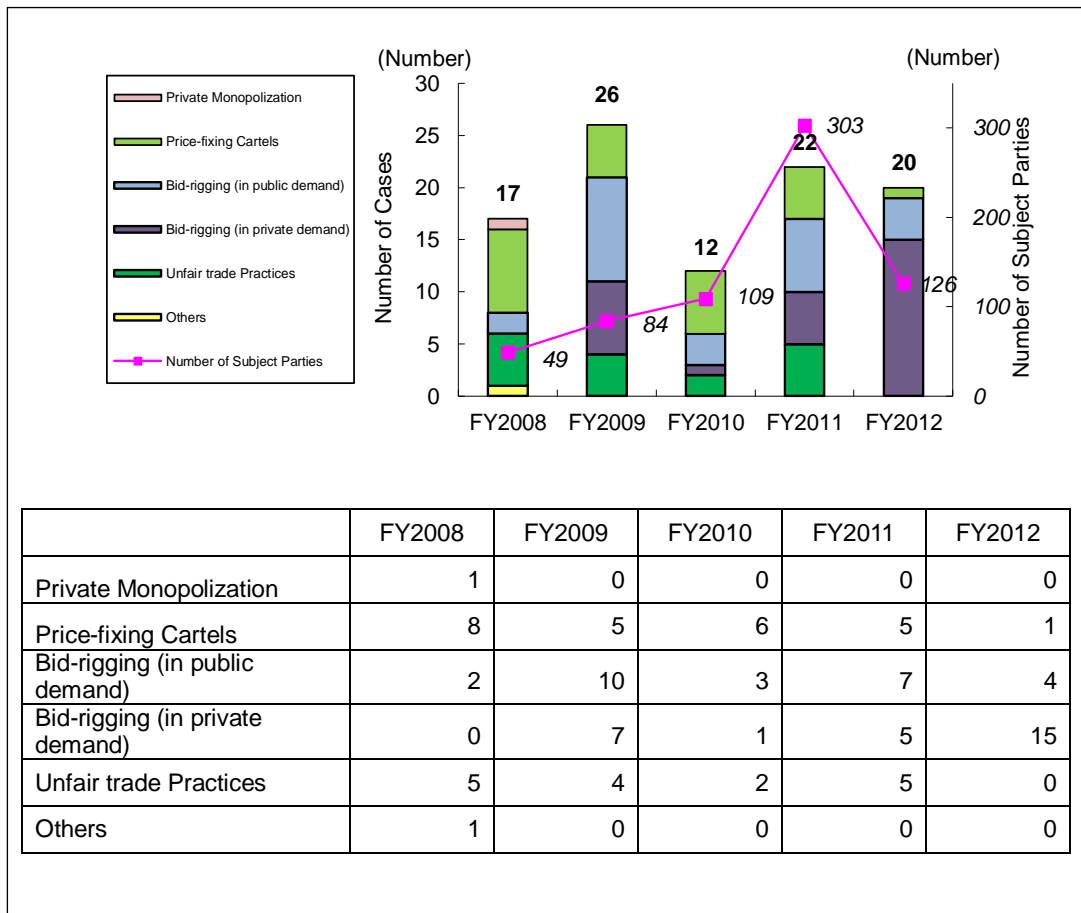 (Number)
(Number)
Private Monopolization
Price-fixing Cartels
Bid-rigging (in public demand)
Bid-rigging (in private demand)
Unfair trade Practices
Others
Number of Subject Parties
Number of Cases
30
25
20
15
10
5
0
17
26
12
22
20
49
84
109
303
126
300
200
100
0
Number of Subject Parties
FY2008 FY2009 FY2010 FY2011 FY2012
FY2008 FY2009 FY2010 FY2011 FY2012
Private Monopolization 1 0 0 0 0
Price-fixing Cartels 8 5 6 5 1
Bid-rigging (in public
demand) 2 10 3 7 4
Bid-rigging (in private
demand) 0 7 1 5 15
Unfair trade Practices 5 4 2 5 0
Others 1 0 0 0 0